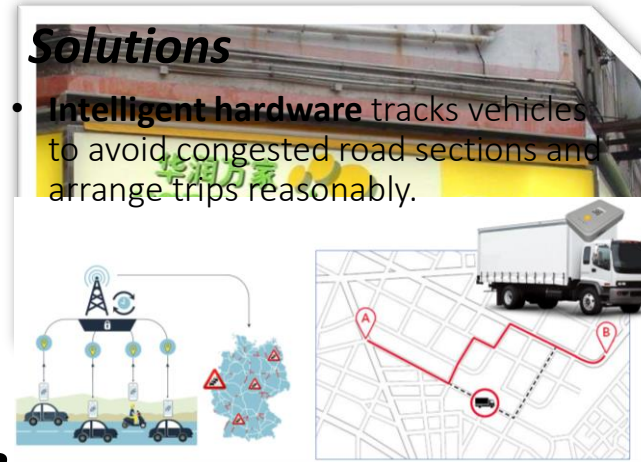 Solutions
• Intelligent hardware tracks vehicles
to avoid congested road sections and
arrange trips reasonably.
华润万家
A
B